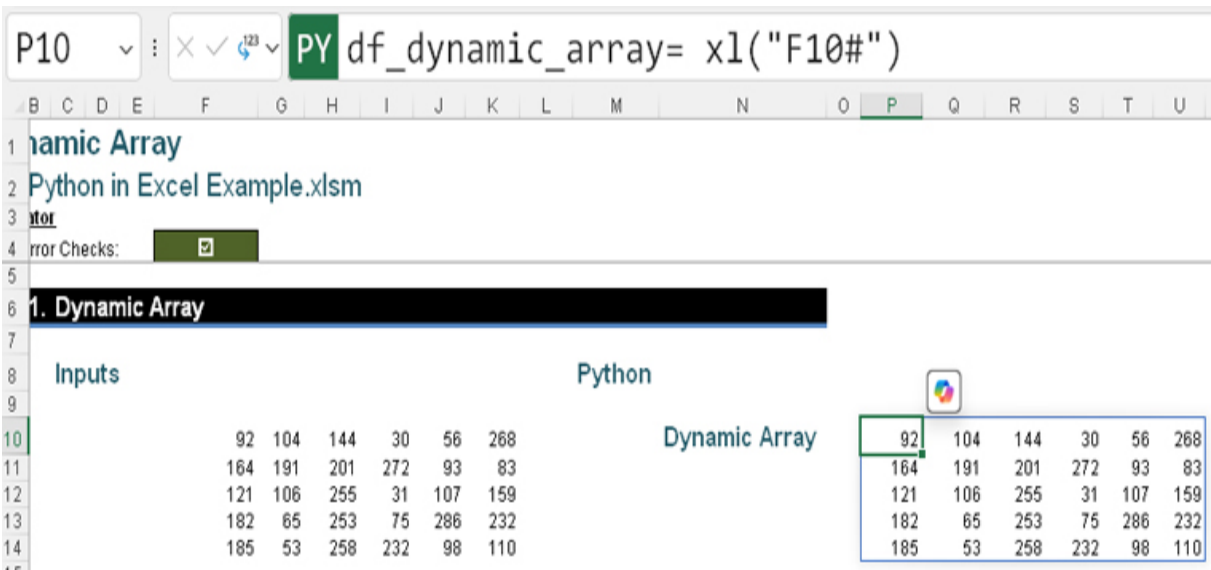 P10 123 PY df_dynamic_array= xl("F10#")
B C D E F G H I J K L M N O P Q R S T U
1 namic Array
2 Python in Excel Example.xlsm
3 ator
4 rror Checks:
5
6 1. Dynamic Array
7
8 Inputs Python
9
10 92 104 144 30 56 268 Dynamic Array 92 104 144 30 56 268
11 164 191 201 272 93 83 164 191 201 272 93 83
12 121 106 255 31 107 159 121 106 255 31 107 159
13 182 65 253 75 286 232 182 65 253 75 286 232
14 185 53 258 232 98 110 185 53 258 232 98 110